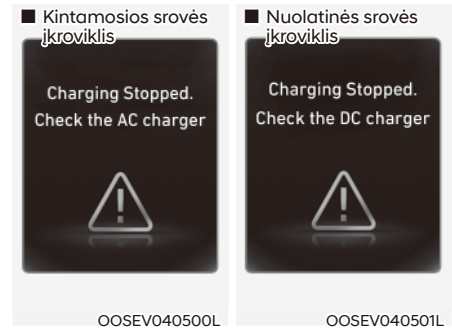 ■ Kintamosios srovės
įkroviklis
Charging Stopped.
Check the AC charger
OOSEV040500L
■ Nuolatinės srovės
įkroviklis
Charging Stopped.
Check the DC charger
OOSEV040501L